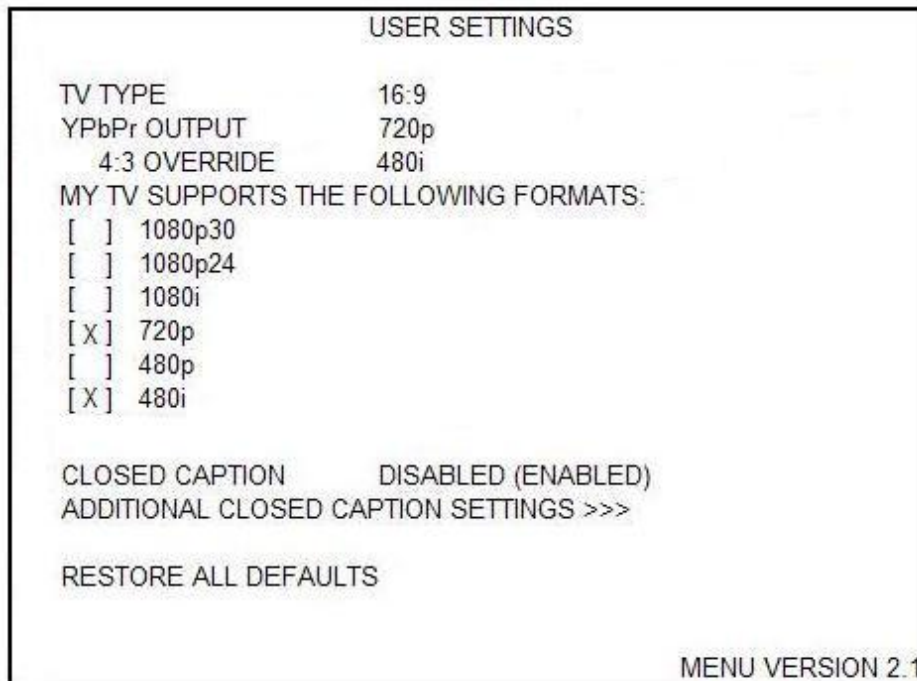 USER SETTINGS
TV TYPE 16:9
YPbPr OUTPUT 720p
4:3 OVERRIDE 480i
MY TV SUPPORTS THE FOLLOWING FORMATS:
[ ] 1080p30
[ ] 1080p24
[ ] 1080i
[ X ] 720p
[ ] 480p
[ X ] 480i
CLOSED CAPTION DISABLED (ENABLED)
ADDITIONAL CLOSED CAPTION SETTINGS >>>
RESTORE ALL DEFAULTS
MENU VERSION 2.1